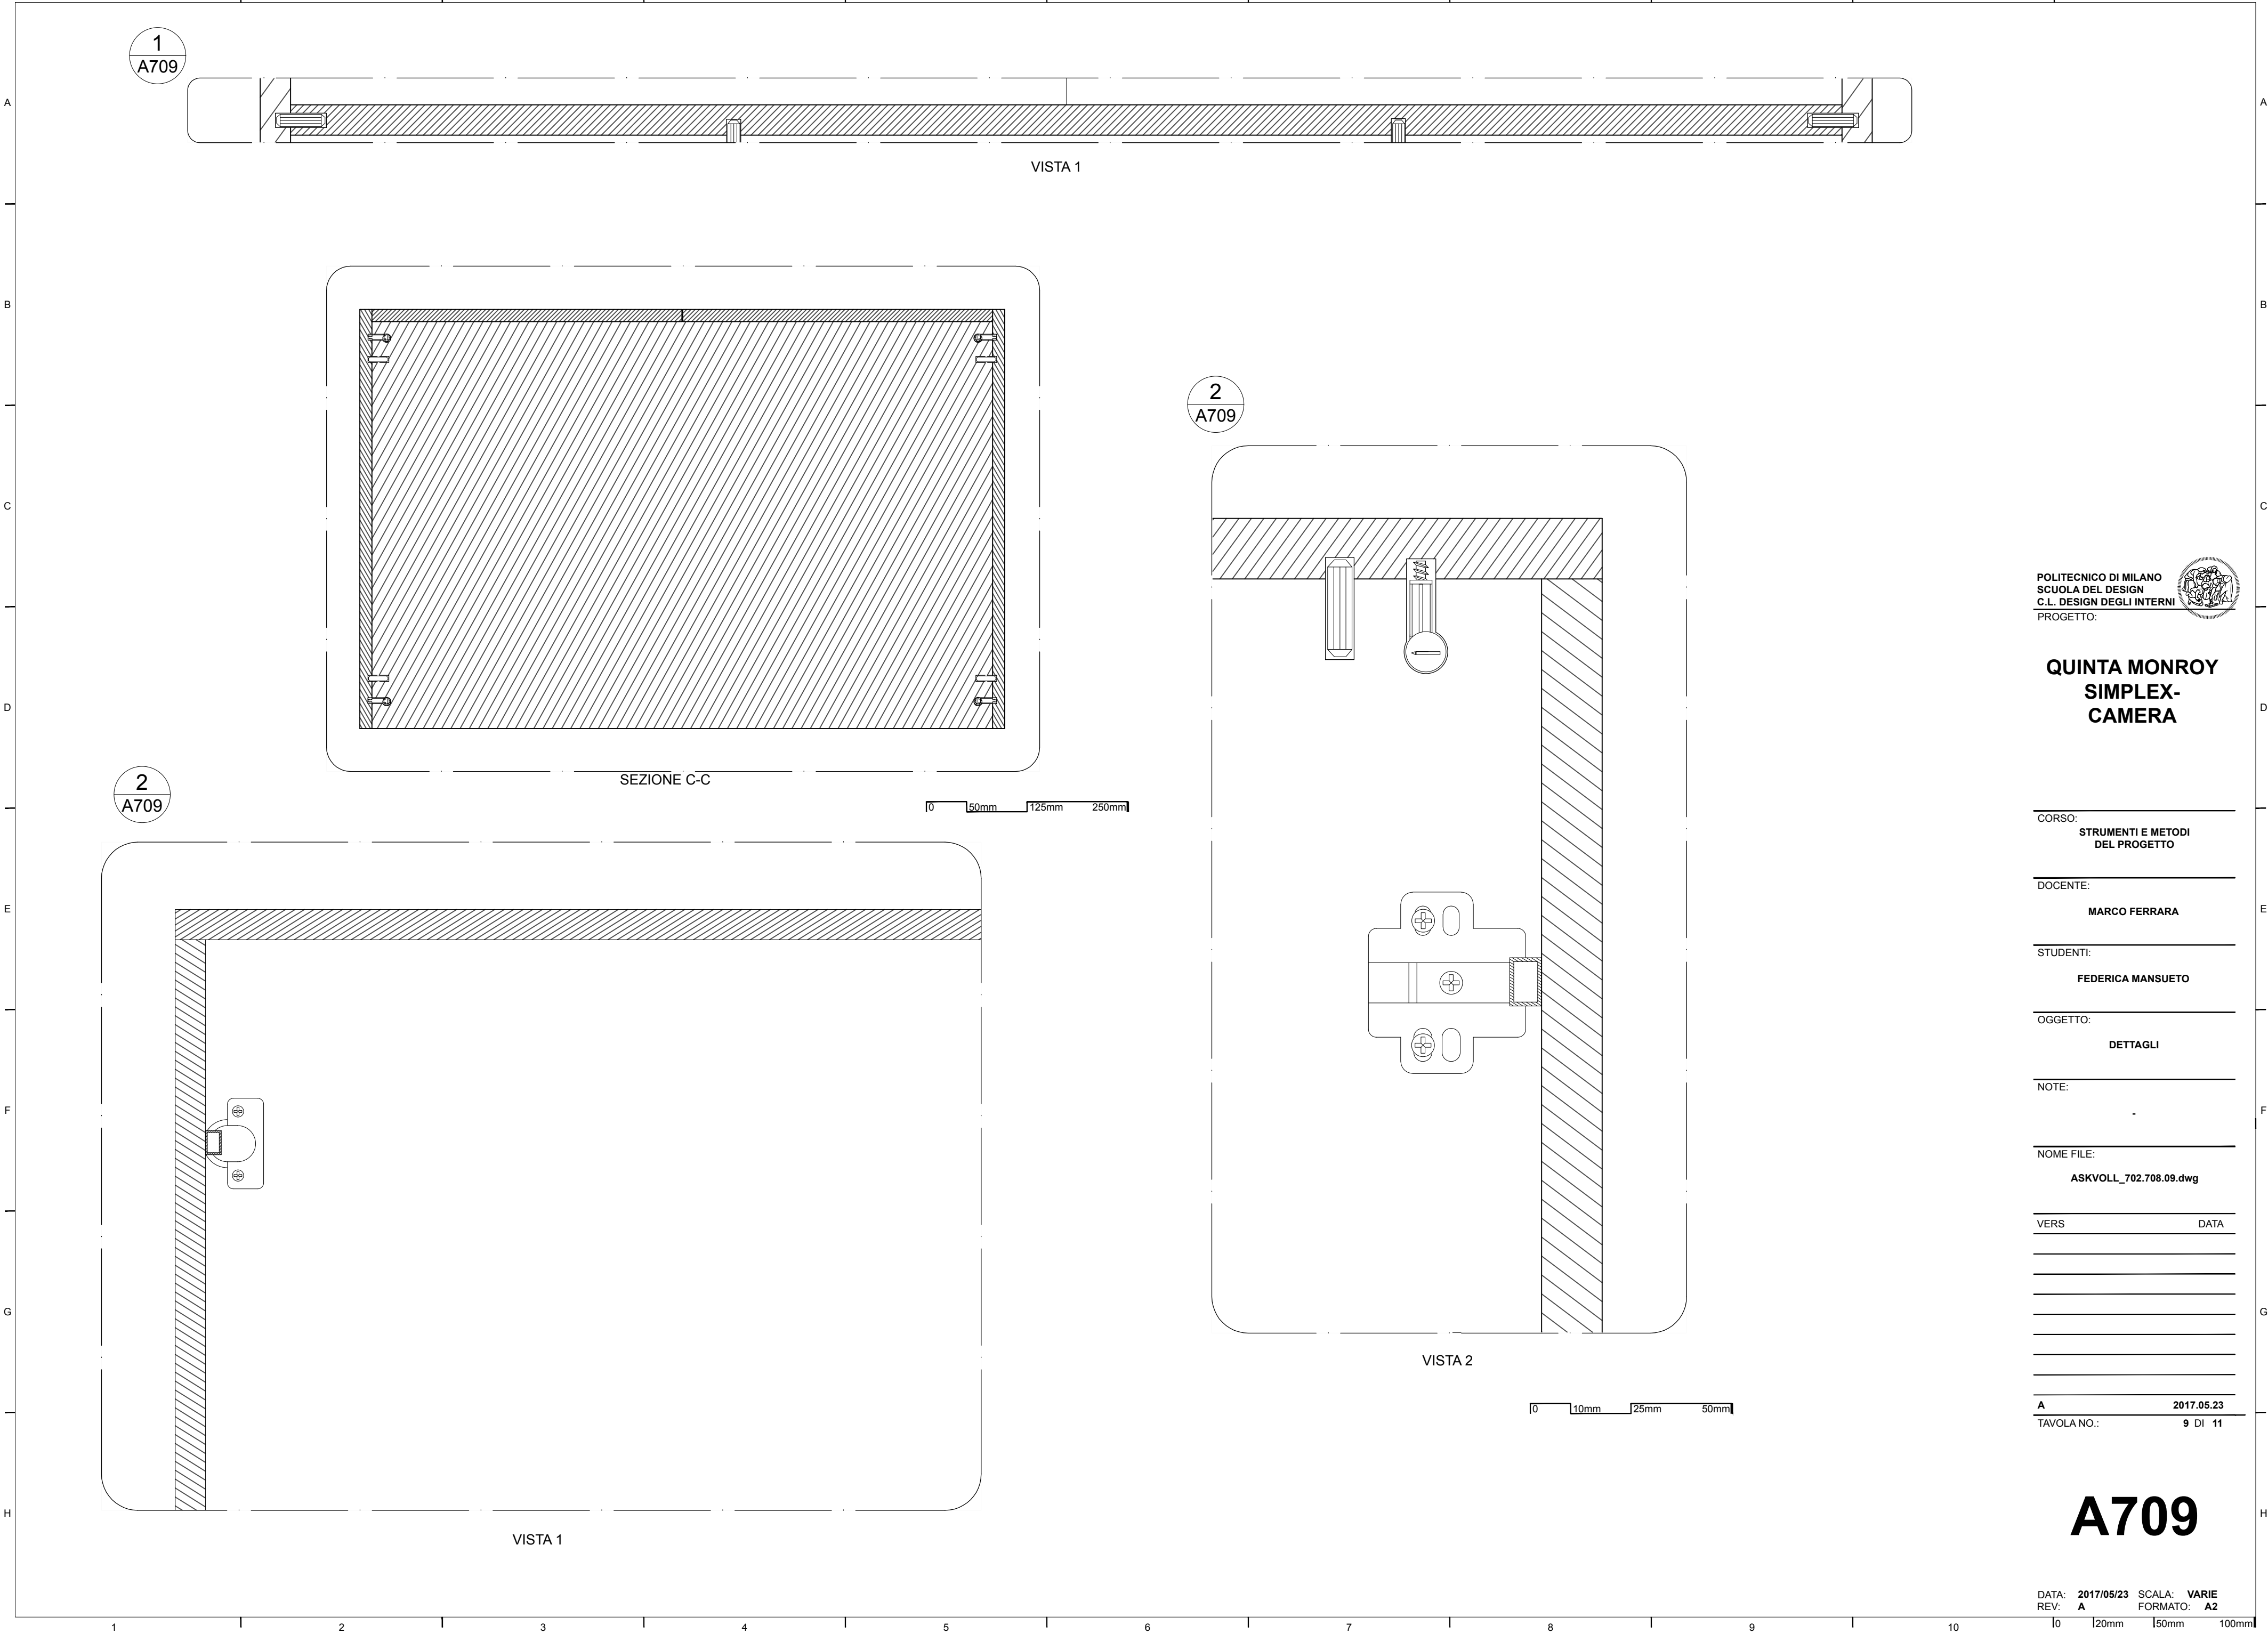 1
A709
VISTA 1
SEZIONE C-C
0 50mm 125mm 250mm
2
A709
VISTA 1
2
A709
VISTA 2
0 10mm 25mm 50mm
POLITECNICO DI MILANO
SCUOLA DEL DESIGN
C.L. DESIGN DEGLI INTERNI
PROGETTO:
QUINTA MONROY
SIMPLEX-
CAMERA
CORSO:
STRUMENTI E METODI
DEL PROGETTO
DOCENTE:
MARCO FERRARA
STUDENTI:
FEDERICA MANSUETO
OGGETTO:
DETTAGLI
NOTE:
-
NOME FILE:
ASKVOLL_702.708.09.dwg
VERS DATA
A 2017.05.23
TAVOLA NO.: 9 DI 11
A709
DATA: 2017/05/23 SCALA: VARIE
REV: A FORMATO: A2
0 20mm 50mm 100mm
A
B
C
D
E
F
G
H
A
B
C
D
E
F
G
H
1 2 3 4 5 6 7 8 9 10